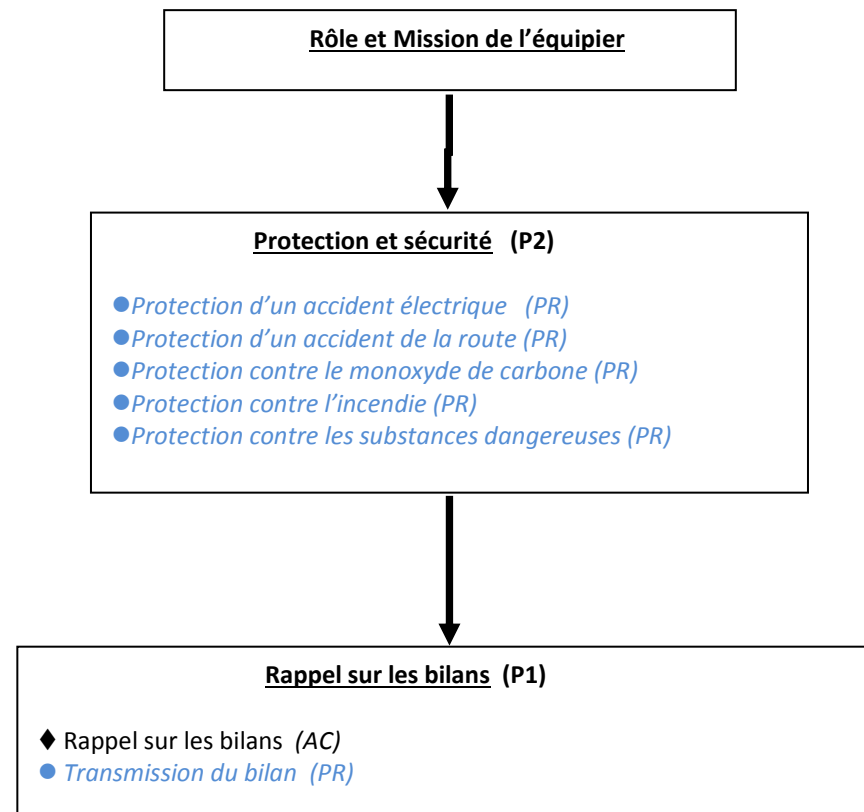 Rôle et Mission de l’équipier
Protection et sécurité (P2)
●Protection d’un accident électrique (PR)
●Protection d’un accident de la route (PR)
●Protection contre le monoxyde de carbone (PR)
●Protection contre l’incendie (PR)
●Protection contre les substances dangereuses (PR)
Rappel sur les bilans (P1)
♦ Rappel sur les bilans (AC)
● Transmission du bilan (PR)